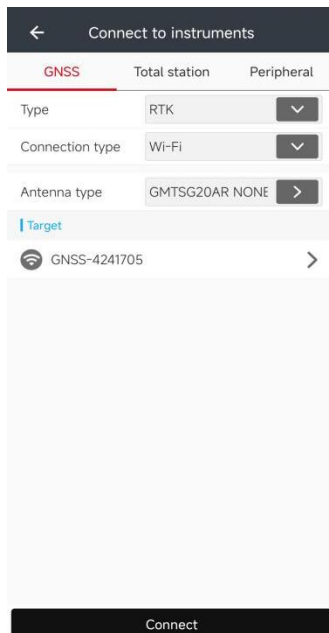 Connect to instruments
GNSS Total station Peripheral
Type RTK
Connection type Wi-Fi
Antenna type GMTSG20AR NONE
Target
GNSS-4241705
Connect